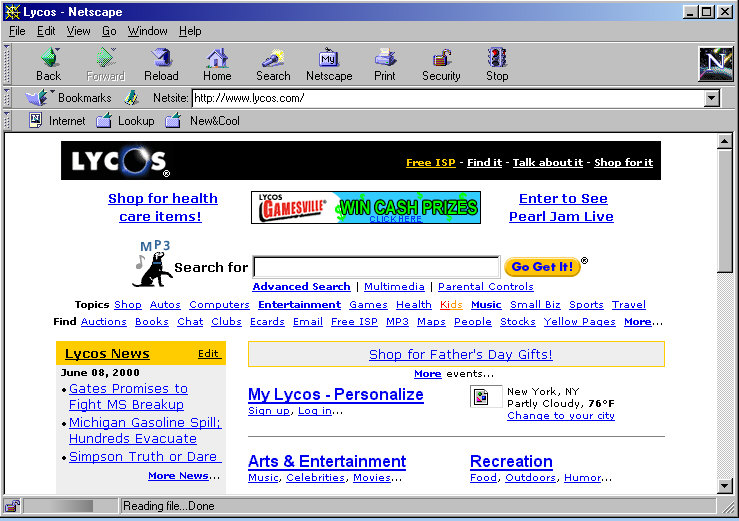 Lycos - Netscape
File Edit View Go Window Help
Back Forward Reload Home Search My Netscape Print Security Stop N
Bookmarks Netsite: http://www.lycos.com/
Internet Lookup New&Cool
LYCOS® Free ISP - Find it - Talk about it - Shop for it
Shop for health
care items!
LYCOS
GAMESVILLE WIN CASH PRIZES
CLICK HERE
Enter to See
Pearl Jam Live
MP3
Search for Go Get It!®
Advanced Search | Multimedia | Parental Controls
Topics Shop Autos Computers Entertainment Games Health Kids Music Small Biz Sports Travel
Find Auctions Books Chat Clubs Ecards Email Free ISP MP3 Maps People Stocks Yellow Pages More...
Lycos News Edit
June 08, 2000
• Gates Promises to
Fight MS Breakup
• Michigan Gasoline Spill;
Hundreds Evacuate
• Simpson Truth or Dare
More News...
Shop for Father's Day Gifts!
More events...
My Lycos - Personalize
Sign up, Log in...
New York, NY
Partly Cloudy, 76°F
Change to your city
Arts & Entertainment
Music, Celebrities, Movies...
Recreation
Food, Outdoors, Humor...
Reading file...Done